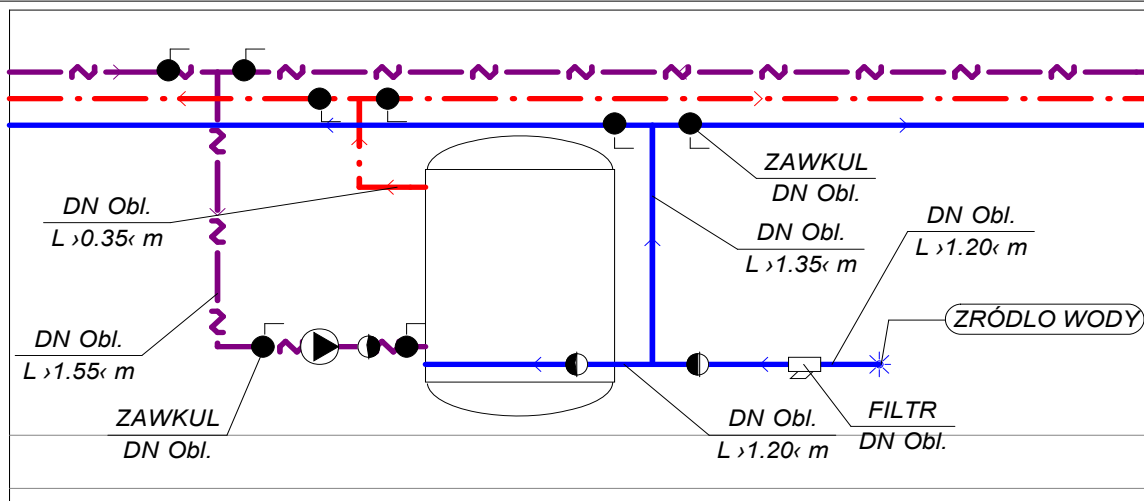 ZAWKUL
DN Obl.
DN Obl.
L ›0.35‹ m
DN Obl.
L ›1.35‹ m
DN Obl.
L ›1.20‹ m
ZRÓDLO WODY
DN Obl.
L ›1.55‹ m
ZAWKUL
DN Obl.
DN Obl.
L ›1.20‹ m
FILTR
DN Obl.